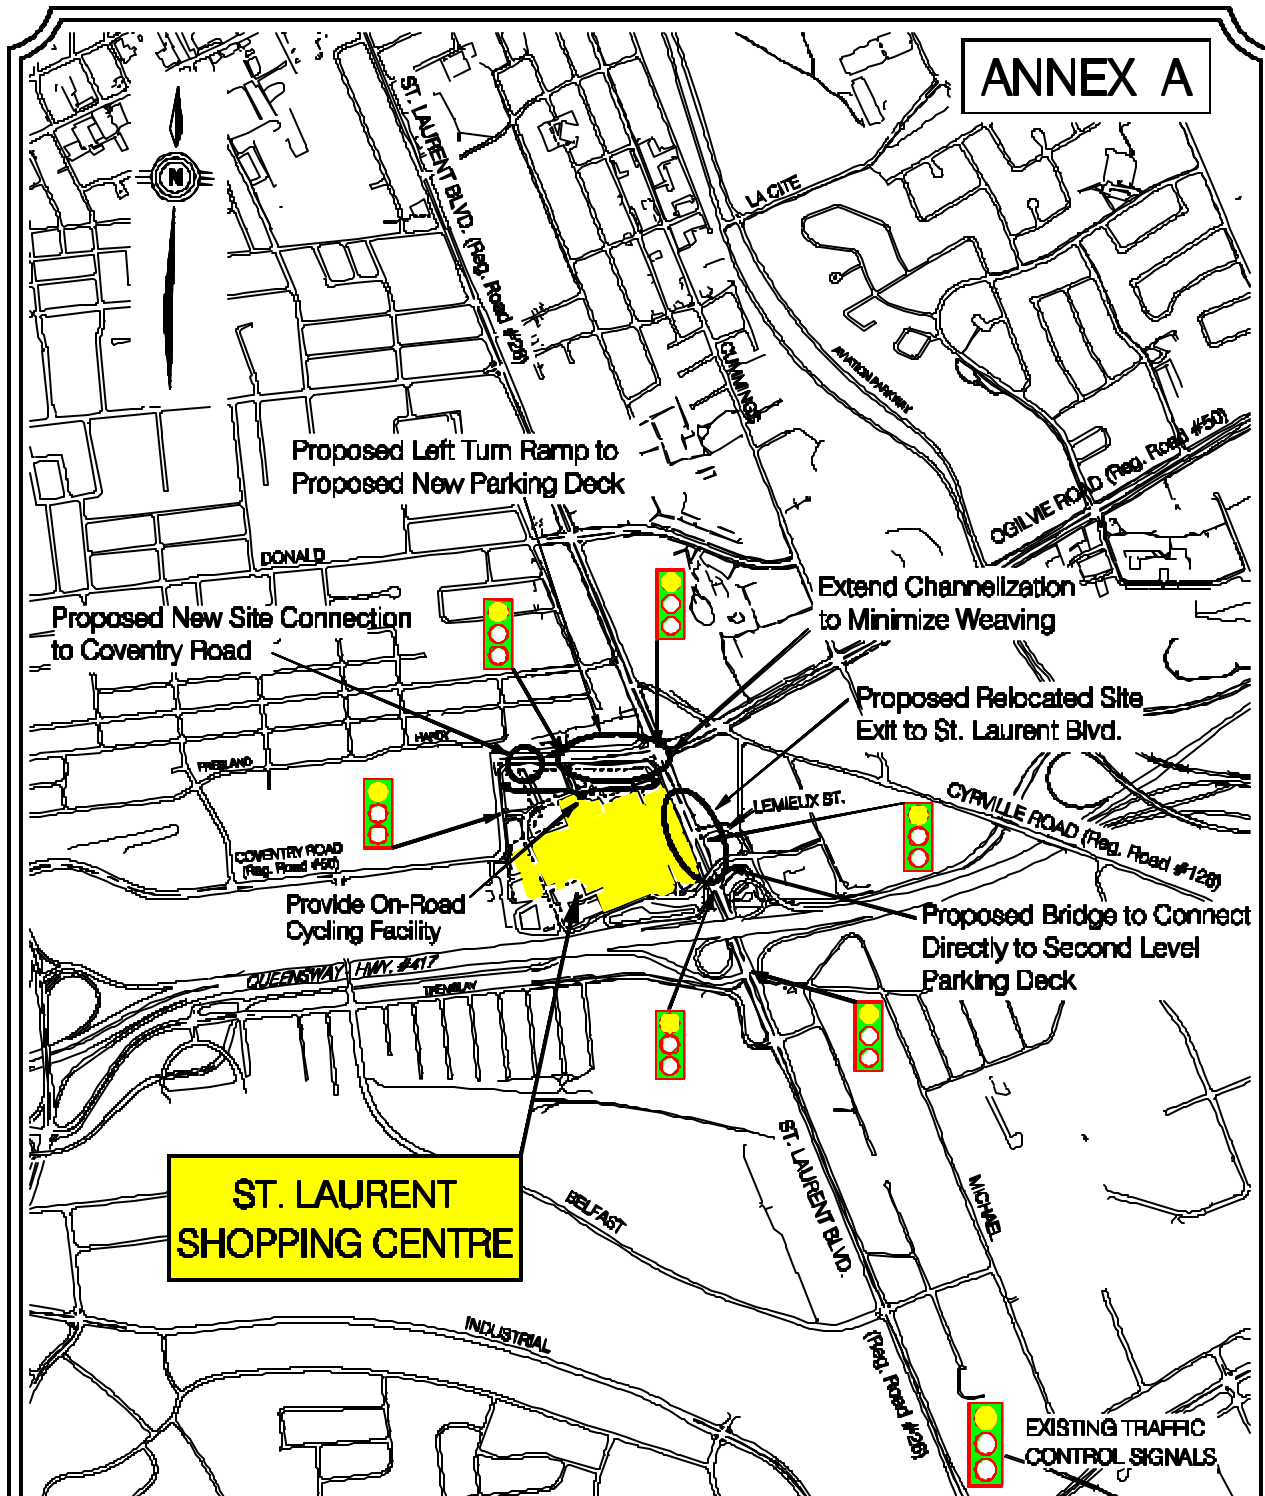 ANNEX A
N
ST. LAURENT BLVD. (Reg. Road #26)
LA CITE
CUMMINGS
AVIATION PARKWAY
OGILVIE ROAD (Reg. Road #50)
Proposed Left Turn Ramp to
Proposed New Parking Deck
DONALD
Proposed New Site Connection
to Coventry Road
Extend Channelization
to Minimize Weaving
Proposed Relocated Site
Exit to St. Laurent Blvd.
HARDY
PRESLAND
LEMIEUX ST.
CYRVILLE ROAD (Reg. Road #128)
COVENTRY ROAD
(Reg. Road #50)
Provide On-Road
Cycling Facility
Proposed Bridge to Connect
Directly to Second Level
Parking Deck
QUEENSWAY HWY. #417
TREMBLAY
ST. LAURENT
SHOPPING CENTRE
BELFAST
ST. LAURENT BLVD.
MICHAEL
INDUSTRIAL
(Reg. Road #26)
EXISTING TRAFFIC
CONTROL SIGNALS